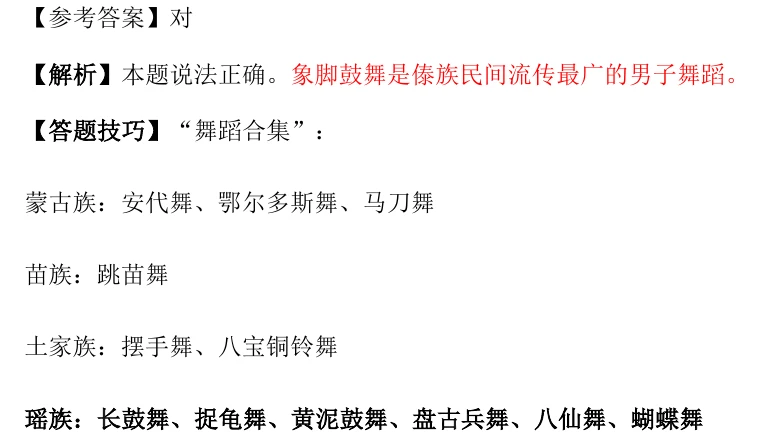 【参考答案】对
【解析】本题说法正确。象脚鼓舞是傣族民间流传最广的男子舞蹈。
【答题技巧】“舞蹈合集”：
蒙古族：安代舞、鄂尔多斯舞、马刀舞
苗族：跳苗舞
土家族：摆手舞、八宝铜铃舞
瑶族：长鼓舞、捉龟舞、黄泥鼓舞、盘古兵舞、八仙舞、蝴蝶舞